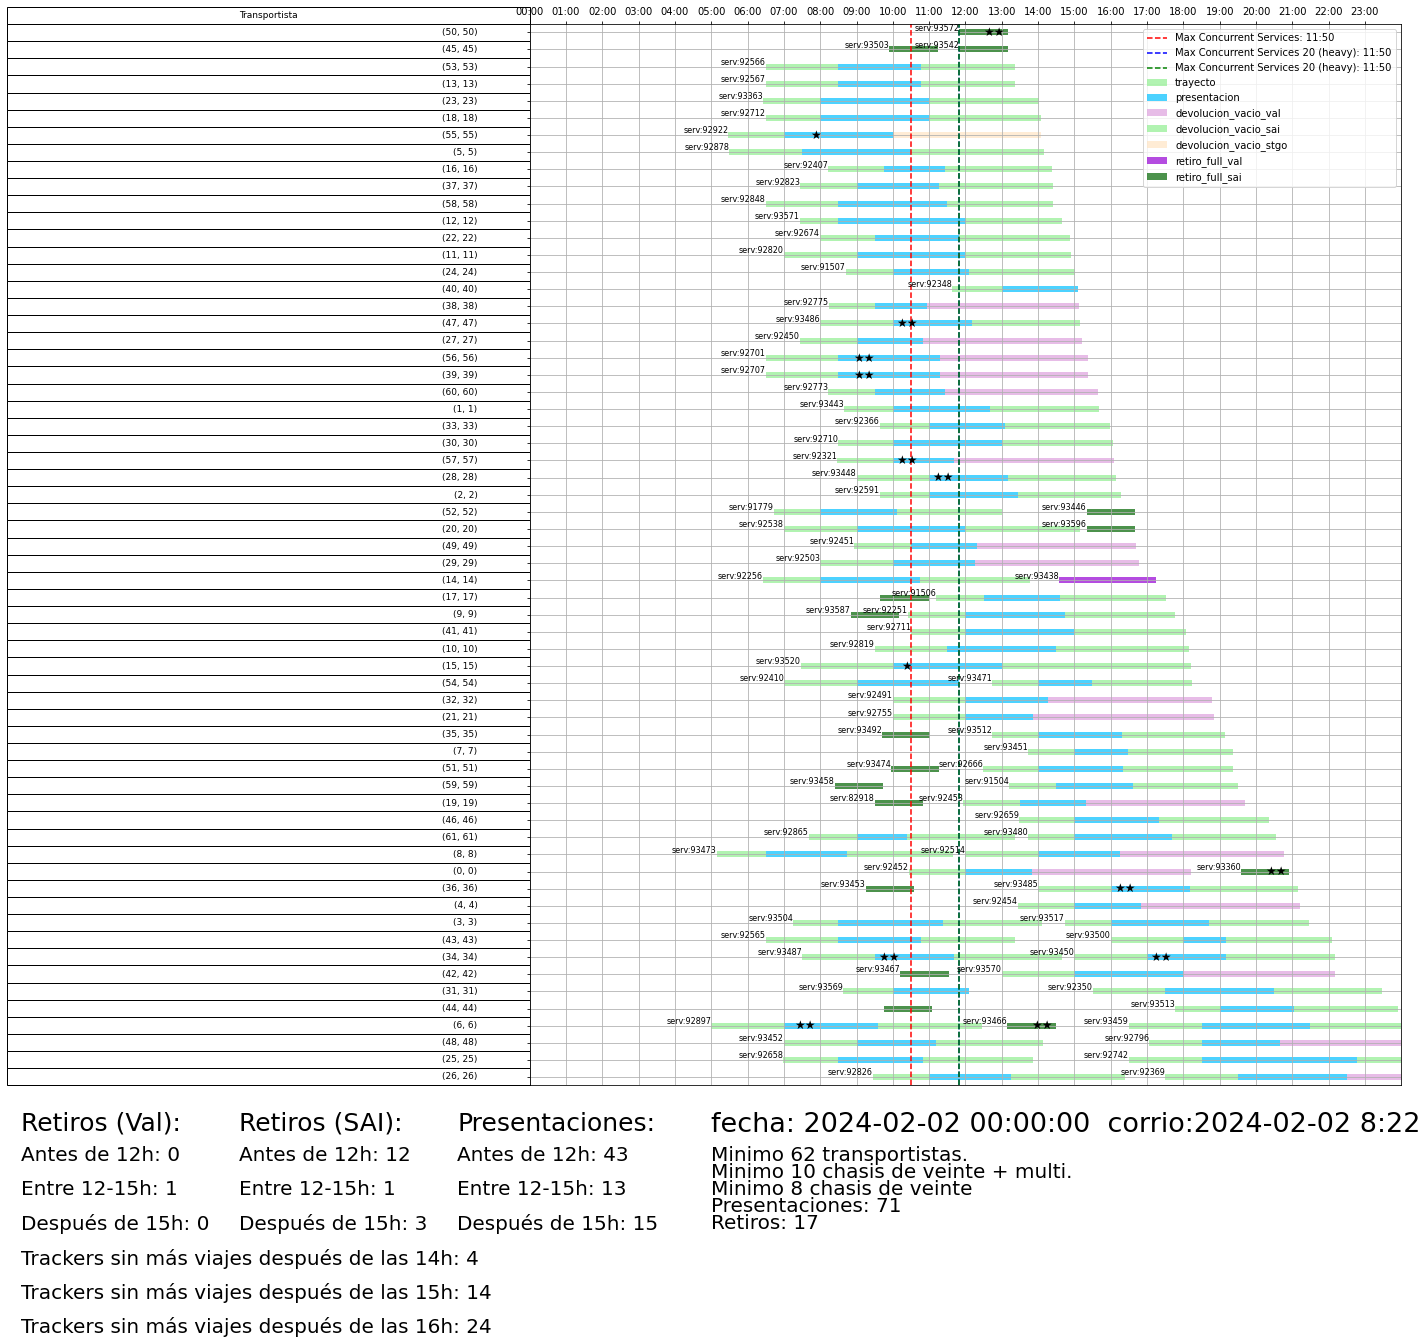 Transportista
00:00 01:00 02:00 03:00 04:00 05:00 06:00 07:00 08:00 09:00 10:00 11:00 12:00 13:00 14:00 15:00 16:00 17:00 18:00 19:00 20:00 21:00 22:00 23:00
Max Concurrent Services: 11:50
Max Concurrent Services 20 (heavy): 11:50
Max Concurrent Services 20 (heavy): 11:50
trayecto
presentacion
devolucion_vacio_val
devolucion_vacio_sai
devolucion_vacio_stgo
retiro_full_val
retiro_full_sai
(50, 50) serv:93572
(45, 45) serv:93503 serv:93542
(53, 53) serv:92566
(13, 13) serv:92567
(23, 23) serv:93363
(18, 18) serv:92712
(55, 55) serv:92922
(5, 5) serv:92878
(16, 16) serv:92407
(37, 37) serv:92823
(58, 58) serv:92848
(12, 12) serv:93571
(22, 22) serv:92674
(11, 11) serv:92820
(24, 24) serv:91507
(40, 40) serv:92348
(38, 38) serv:92775
(47, 47) serv:93486
(27, 27) serv:92450
(56, 56) serv:92701
(39, 39) serv:92707
(60, 60) serv:92773
(1, 1) serv:93443
(33, 33) serv:92366
(30, 30) serv:92710
(57, 57) serv:92321
(28, 28) serv:93448
(2, 2) serv:92591
(52, 52) serv:91779 serv:93446
(20, 20) serv:92538 serv:93596
(49, 49) serv:92451
(29, 29) serv:92503
(14, 14) serv:92256 serv:93438
(17, 17) serv:91506
(9, 9) serv:93587 serv:92251
(41, 41) serv:92711
(10, 10) serv:92819
(15, 15) serv:93520
(54, 54) serv:92410 serv:93471
(32, 32) serv:92491
(21, 21) serv:92755
(35, 35) serv:93492 serv:93512
(7, 7) serv:93451
(51, 51) serv:93474 serv:92666
(59, 59) serv:93458 serv:91504
(19, 19) serv:82918 serv:92453
(46, 46) serv:92659
(61, 61) serv:92865 serv:93480
(8, 8) serv:93473 serv:92514
(0, 0) serv:92452 serv:93360
(36, 36) serv:93453 serv:93485
(4, 4) serv:92454
(3, 3) serv:93504 serv:93517
(43, 43) serv:92565 serv:93500
(34, 34) serv:93487 serv:93450
(42, 42) serv:93467 serv:93570
(31, 31) serv:93569 serv:92350
(44, 44) serv:93513
(6, 6) serv:92897 serv:93466 serv:93459
(48, 48) serv:93452 serv:92796
(25, 25) serv:92658 serv:92742
(26, 26) serv:92826 serv:92369
Retiros (Val): Retiros (SAI): Presentaciones: fecha: 2024-02-02 00:00:00 corrio:2024-02-02 8:22
Antes de 12h: 0 Antes de 12h: 12 Antes de 12h: 43 Minimo 62 transportistas.
Minimo 10 chasis de veinte + multi.
Entre 12-15h: 1 Entre 12-15h: 1 Entre 12-15h: 13 Minimo 8 chasis de veinte
Presentaciones: 71
Después de 15h: 0 Después de 15h: 3 Después de 15h: 15 Retiros: 17
Trackers sin más viajes después de las 14h: 4
Trackers sin más viajes después de las 15h: 14
Trackers sin más viajes después de las 16h: 24